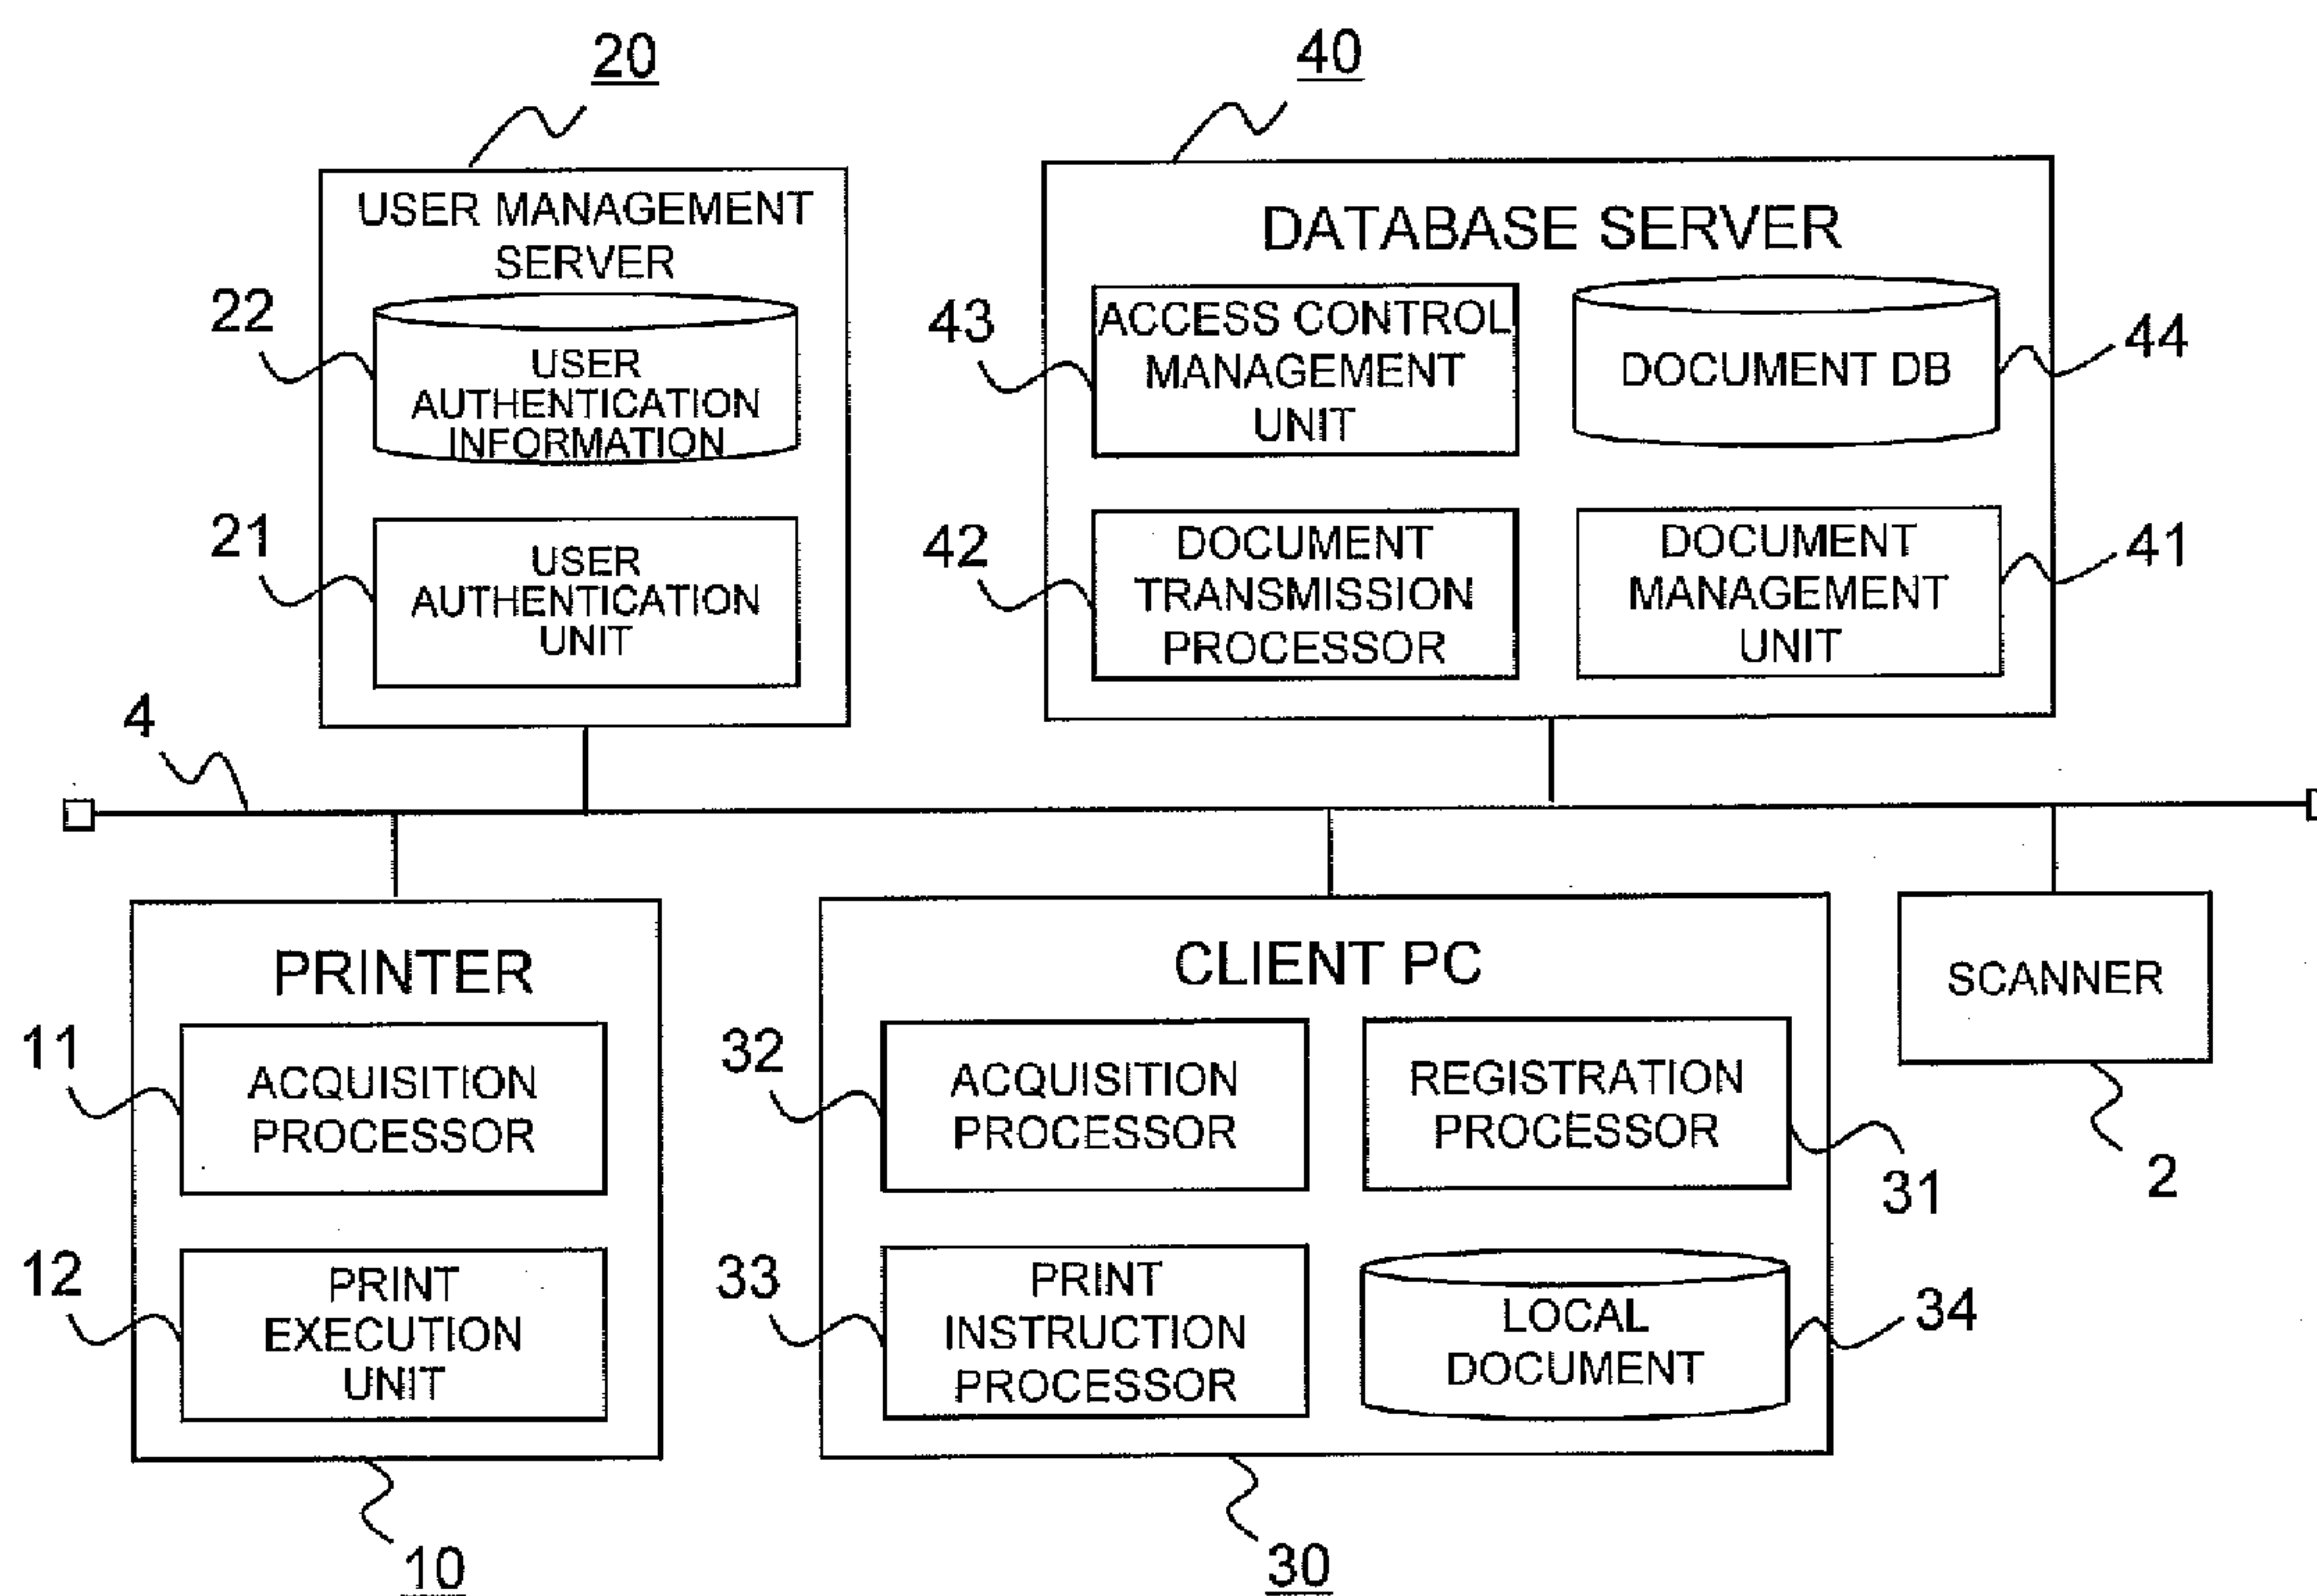 20
40
USER MANAGEMENT
SERVER
22
USER
AUTHENTICATION
INFORMATION
21
USER
AUTHENTICATION
UNIT
DATABASE SERVER
43
ACCESS CONTROL
MANAGEMENT
UNIT
DOCUMENT DB
44
42
DOCUMENT
TRANSMISSION
PROCESSOR
DOCUMENT
MANAGEMENT
UNIT
41
4
PRINTER
11
ACQUISITION
PROCESSOR
12
PRINT
EXECUTION
UNIT
10
CLIENT PC
32
ACQUISITION
PROCESSOR
REGISTRATION
PROCESSOR
31
33
PRINT
INSTRUCTION
PROCESSOR
LOCAL
DOCUMENT
34
30
SCANNER
2